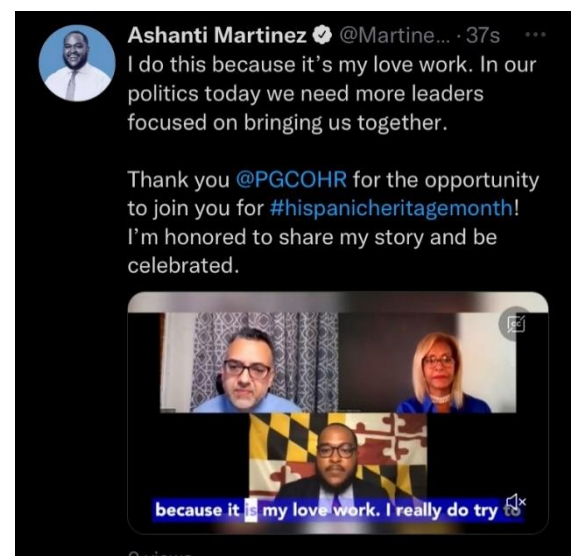 Ashanti Martinez @Martine... · 37s
I do this because it's my love work. In our
politics today we need more leaders
focused on bringing us together.
Thank you @PGCOHR for the opportunity
to join you for #hispanicheritagemonth!
I'm honored to share my story and be
celebrated.
CC
because it is my love work. I really do try to